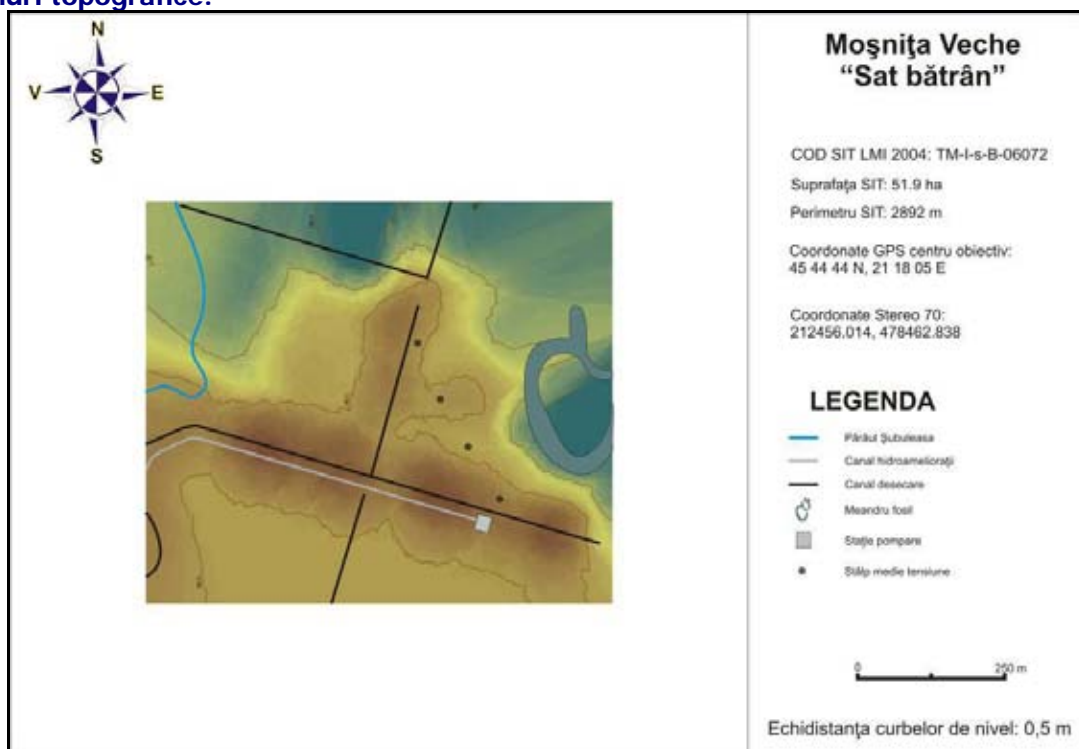 topografice:
N
V
E
S
Moşniţa Veche
“Sat bătrân”
COD SIT LMI 2004: TM-I-s-B-06072
Suprafaţa SIT: 51.9 ha
Perimetru SIT: 2892 m
Coordonate GPS centru obiectiv:
45 44 44 N, 21 18 05 E
Coordonate Stereo 70:
212456.014, 478462.838
LEGENDA
Pârâul Şubuleasa
Canal hidroamelioraţii
Canal desecare
Meandru fosil
Staţie pompare
Stâlp medie tensiune
0
250 m
Echidistanţa curbelor de nivel: 0,5 m